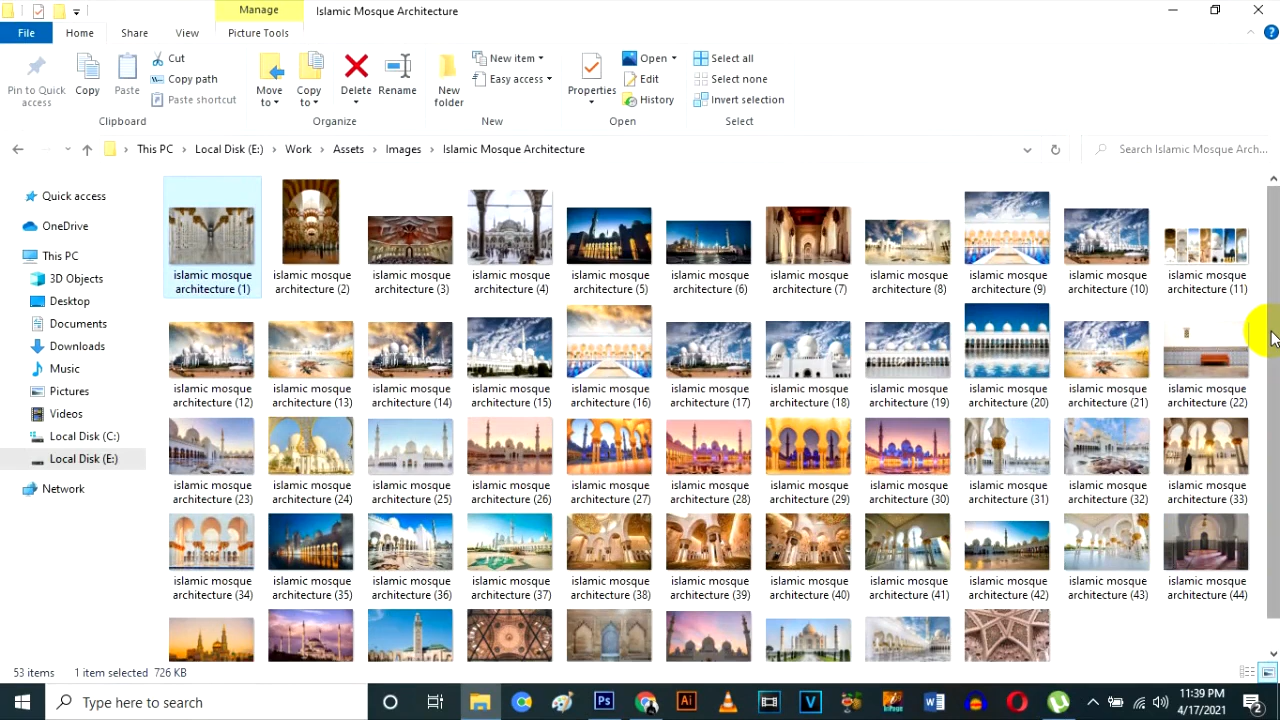 Manage
Islamic Mosque Architecture
File
Home
Share
View
Picture Tools
Pin to Quick access
Copy
Paste
Cut
Copy path
Paste shortcut
Clipboard
Move to
Copy to
Delete
Rename
Organize
New folder
New item
Easy access
New
Properties
Open
Edit
History
Open
Select all
Select none
Invert selection
Select
This PC
Local Disk (E:)
Work
Assets
Images
Islamic Mosque Architecture
Search Islamic Mosque Arch...
Quick access
OneDrive
This PC
3D Objects
Desktop
Documents
Downloads
Music
Pictures
Videos
Local Disk (C:)
Local Disk (E:)
Network
islamic mosque architecture (1)
islamic mosque architecture (2)
islamic mosque architecture (3)
islamic mosque architecture (4)
islamic mosque architecture (5)
islamic mosque architecture (6)
islamic mosque architecture (7)
islamic mosque architecture (8)
islamic mosque architecture (9)
islamic mosque architecture (10)
islamic mosque architecture (11)
islamic mosque architecture (12)
islamic mosque architecture (13)
islamic mosque architecture (14)
islamic mosque architecture (15)
islamic mosque architecture (16)
islamic mosque architecture (17)
islamic mosque architecture (18)
islamic mosque architecture (19)
islamic mosque architecture (20)
islamic mosque architecture (21)
islamic mosque architecture (22)
islamic mosque architecture (23)
islamic mosque architecture (24)
islamic mosque architecture (25)
islamic mosque architecture (26)
islamic mosque architecture (27)
islamic mosque architecture (28)
islamic mosque architecture (29)
islamic mosque architecture (30)
islamic mosque architecture (31)
islamic mosque architecture (32)
islamic mosque architecture (33)
islamic mosque architecture (34)
islamic mosque architecture (35)
islamic mosque architecture (36)
islamic mosque architecture (37)
islamic mosque architecture (38)
islamic mosque architecture (39)
islamic mosque architecture (40)
islamic mosque architecture (41)
islamic mosque architecture (42)
islamic mosque architecture (43)
islamic mosque architecture (44)
53 items
1 item selected 726 KB
Type here to search
Ps
Ai
V
W
11:39 PM
4/17/2021
2